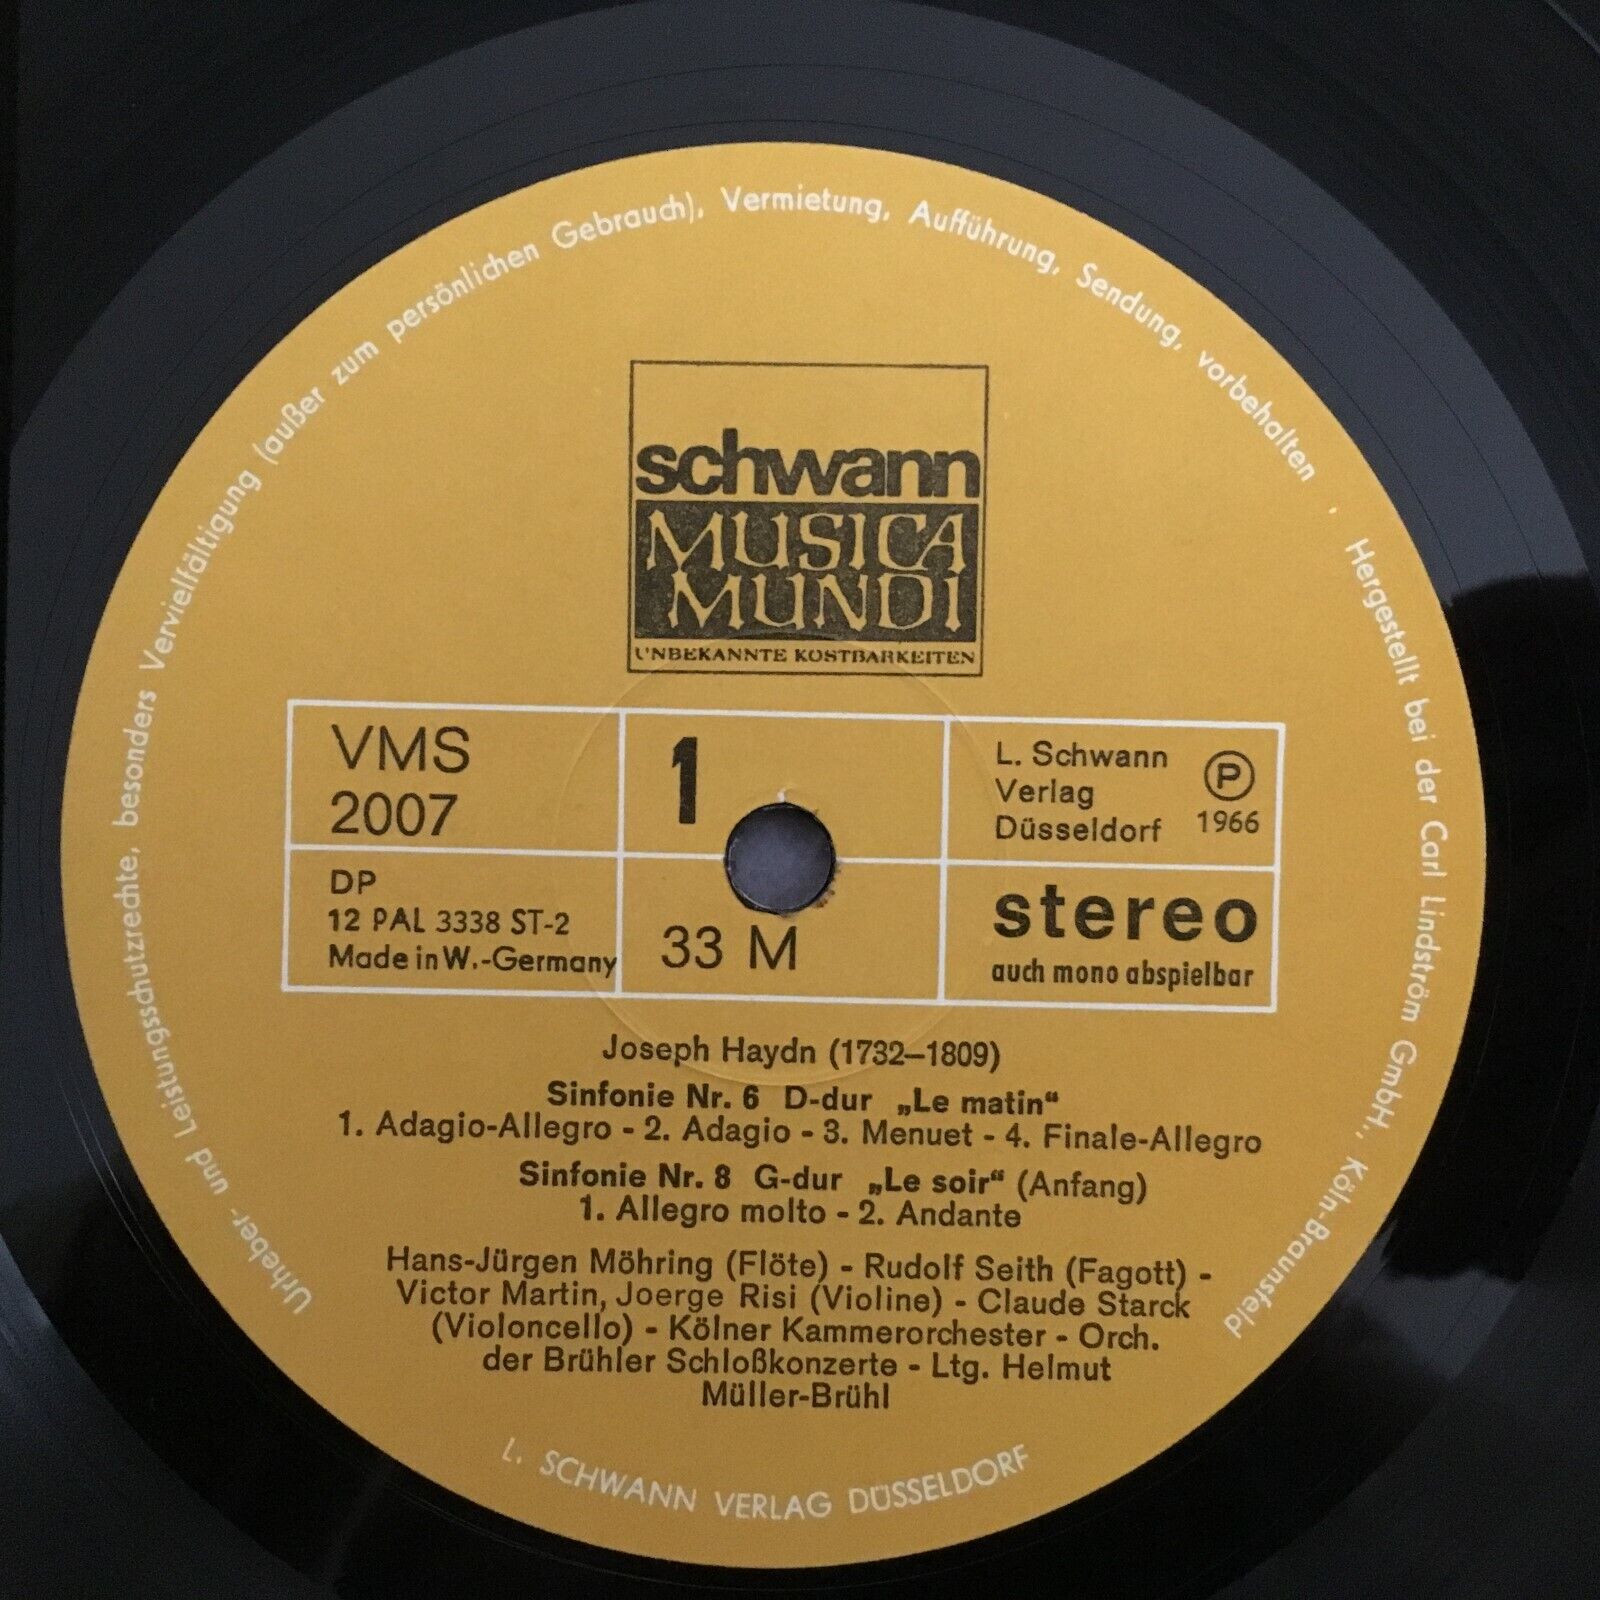 Urheber- und Leistungsschutzrechte, besonders Vervielfältigung (außer zum persönlichen Gebrauch), Vermietung, Aufführung, Sendung, vorbehalten . Hergestellt bei der Carl Lindström GmbH., Köln-Braunsfeld
schwann
MUSICA
MUNDI
UNBEKANNTE KOSTBARKEITEN
VMS
2007
1
L. Schwann
Verlag
Düsseldorf
Ⓟ
1966
DP
12 PAL 3338 ST-2
Made in W.-Germany
33 M
stereo
auch mono abspielbar
Joseph Haydn (1732–1809)
Sinfonie Nr. 6 D-dur „Le matin“
1. Adagio-Allegro - 2. Adagio - 3. Menuet - 4. Finale-Allegro
Sinfonie Nr. 8 G-dur „Le soir“ (Anfang)
1. Allegro molto - 2. Andante
Hans-Jürgen Möhring (Flöte) - Rudolf Seith (Fagott) -
Victor Martin, Joerge Risi (Violine) - Claude Starck
(Violoncello) - Kölner Kammerorchester - Orch.
der Brühler Schloßkonzerte - Ltg. Helmut
Müller-Brühl
L. SCHWANN VERLAG DÜSSELDORF